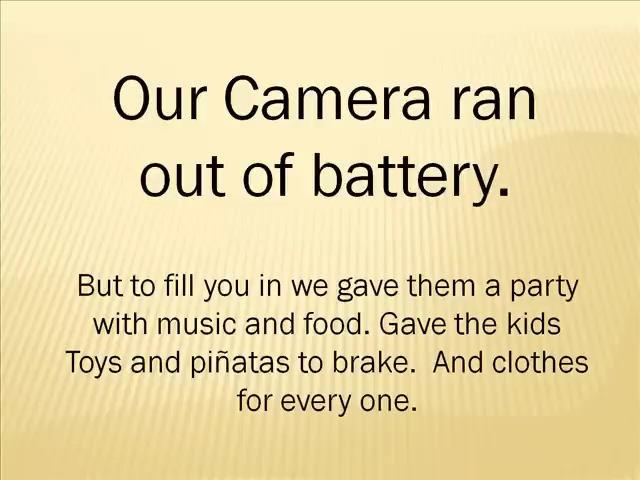 Our Camera ran
out of battery.
But to fill you in we gave them a party
with music and food. Gave the kids
Toys and piñatas to brake.  And clothes
for every one.